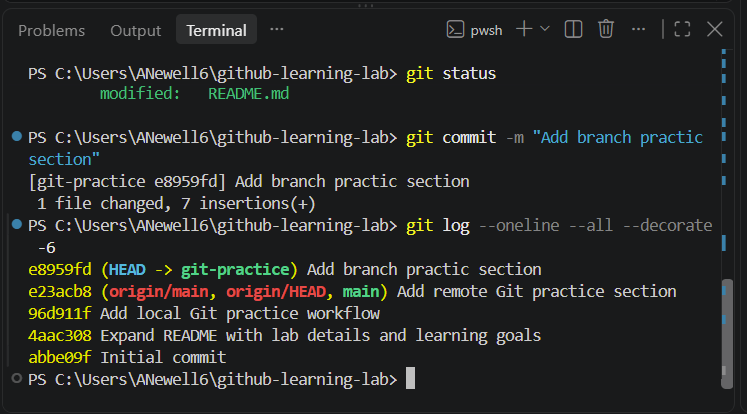 Problems Output Terminal ··· pwsh
PS C:\Users\ANewell6\github-learning-lab> git status
modified: README.md
PS C:\Users\ANewell6\github-learning-lab> git commit -m "Add branch practic
section"
[git-practice e8959fd] Add branch practic section
1 file changed, 7 insertions(+)
PS C:\Users\ANewell6\github-learning-lab> git log --oneline --all --decorate
-6
e8959fd (HEAD -> git-practice) Add branch practic section
e23acb8 (origin/main, origin/HEAD, main) Add remote Git practice section
96d911f Add local Git practice workflow
4aac308 Expand README with lab details and learning goals
abbe09f Initial commit
PS C:\Users\ANewell6\github-learning-lab>